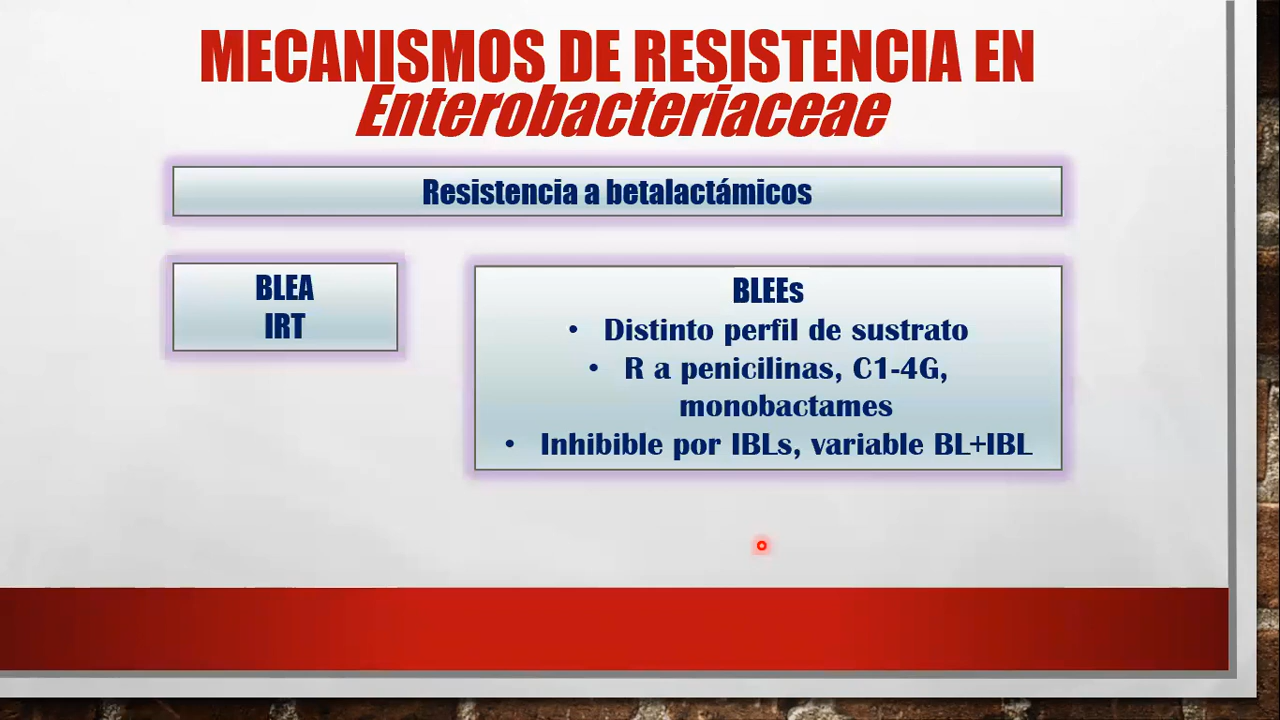 MECANISMOS DE RESISTENCIA EN
Enterobacteriaceae
Resistencia a betalactámicos
BLEA
IRT
BLEEs
• Distinto perfil de sustrato
• R a penicilinas, C1-4G,
monobactames
• Inhibible por IBLs, variable BL+IBL